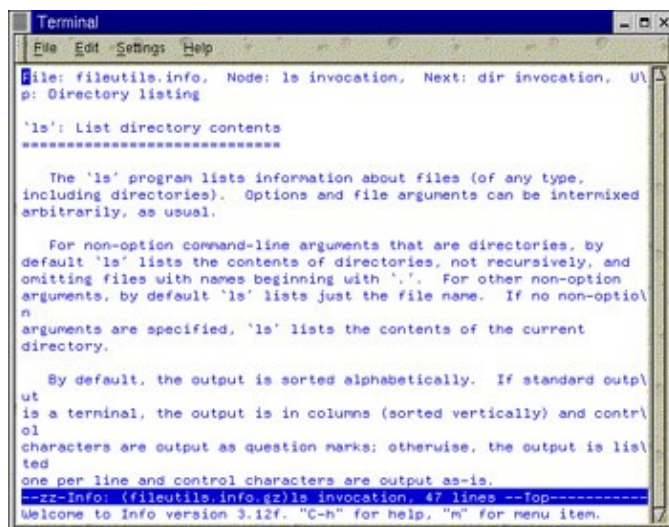 Terminal
File Edit Settings Help
File: fileutils.info, Node: ls invocation, Next: dir invocation, U\
p: Directory listing
`ls': List directory contents
==============================
The `ls' program lists information about files (of any type,
including directories). Options and file arguments can be intermixed
arbitrarily, as usual.
For non-option command-line arguments that are directories, by
default `ls' lists the contents of directories, not recursively, and
omitting files with names beginning with `.'. For other non-option
arguments, by default `ls' lists just the file name. If no non-optio\
n
arguments are specified, `ls' lists the contents of the current
directory.
By default, the output is sorted alphabetically. If standard outp\
ut
is a terminal, the output is in columns (sorted vertically) and contr\
ol
characters are output as question marks; otherwise, the output is lis\
ted
one per line and control characters are output as-is.
--zz-Info: (fileutils.info.gz)ls invocation, 47 lines --Top-----------
Welcome to Info version 3.12f. "C-h" for help, "m" for menu item.